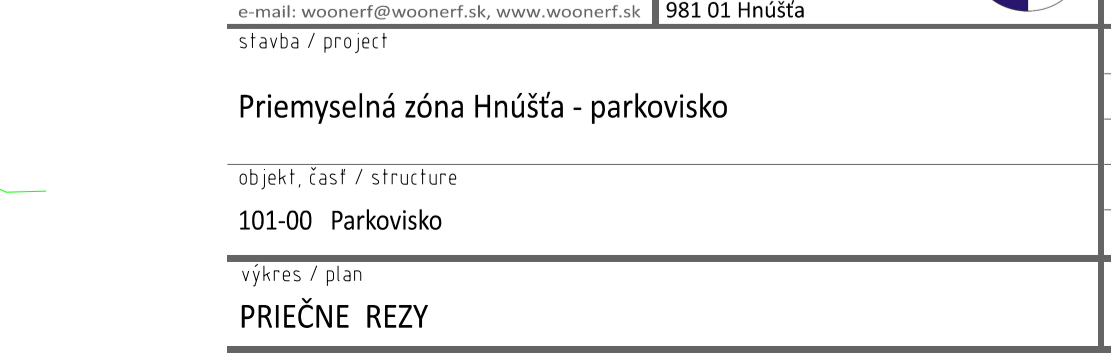 e-mail: woonerf@woonerf.sk, www.woonerf.sk
981 01 Hnúšťa
stavba / project
Priemyselná zóna Hnúšťa - parkovisko
objekt, časť / structure
101-00 Parkovisko
výkres / plan
PRIEČNE REZY